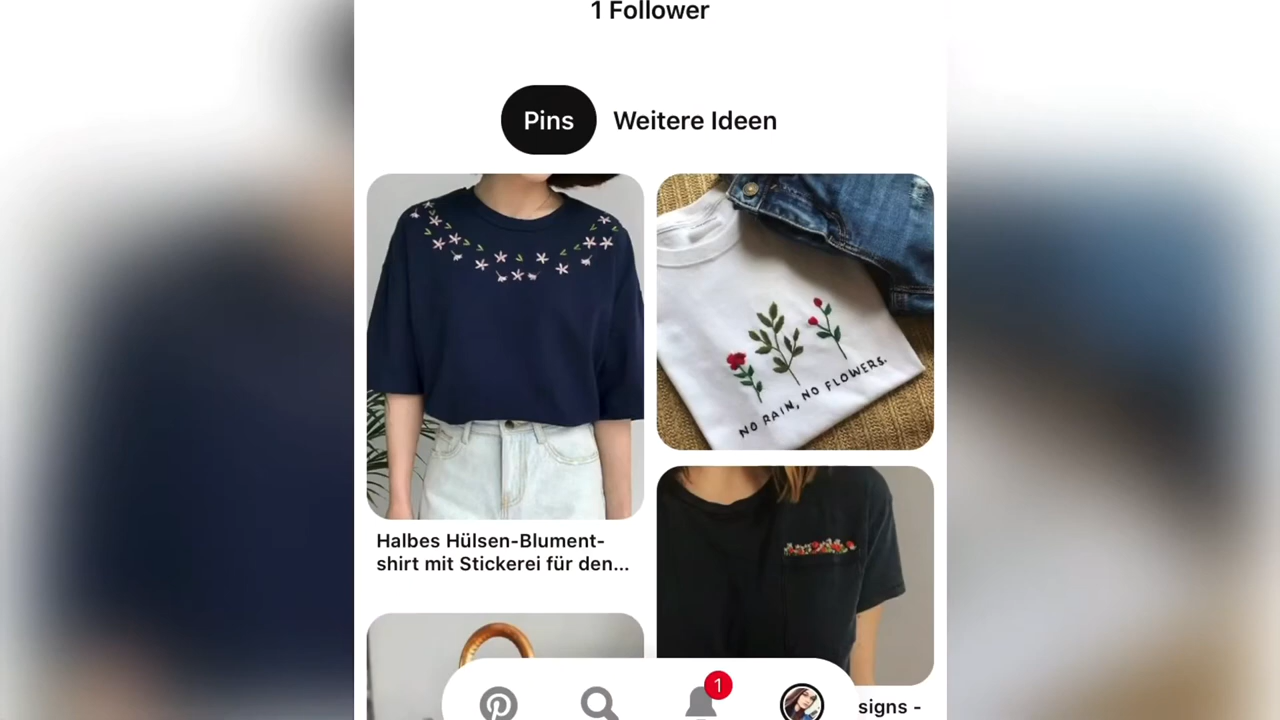 1 Follower
Pins
Weitere Ideen
NO RAIN, NO FLOWERS.
Halbes Hülsen-Blument-
shirt mit Stickerei für den...
signs -
1